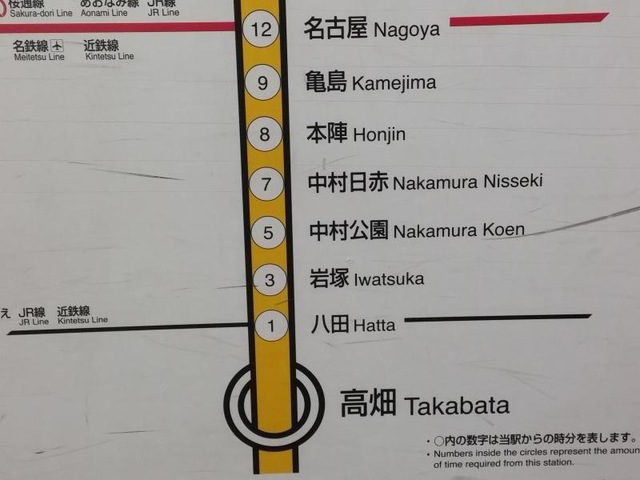 桜通線 あおなみ線 JR線
Sakura-dori Line Aonami Line JR Line
名鉄線 近鉄線
Meitetsu Line Kintetsu Line
12 名古屋 Nagoya
9 亀島 Kamejima
8 本陣 Honjin
7 中村日赤 Nakamura Nisseki
5 中村公園 Nakamura Koen
3 岩塚 Iwatsuka
え JR線 近鉄線
JR Line Kintetsu Line
1 八田 Hatta
高畑 Takabata
・○内の数字は当駅からの時分を表します。
・Numbers inside the circles represent the amoun
of time required from this station.